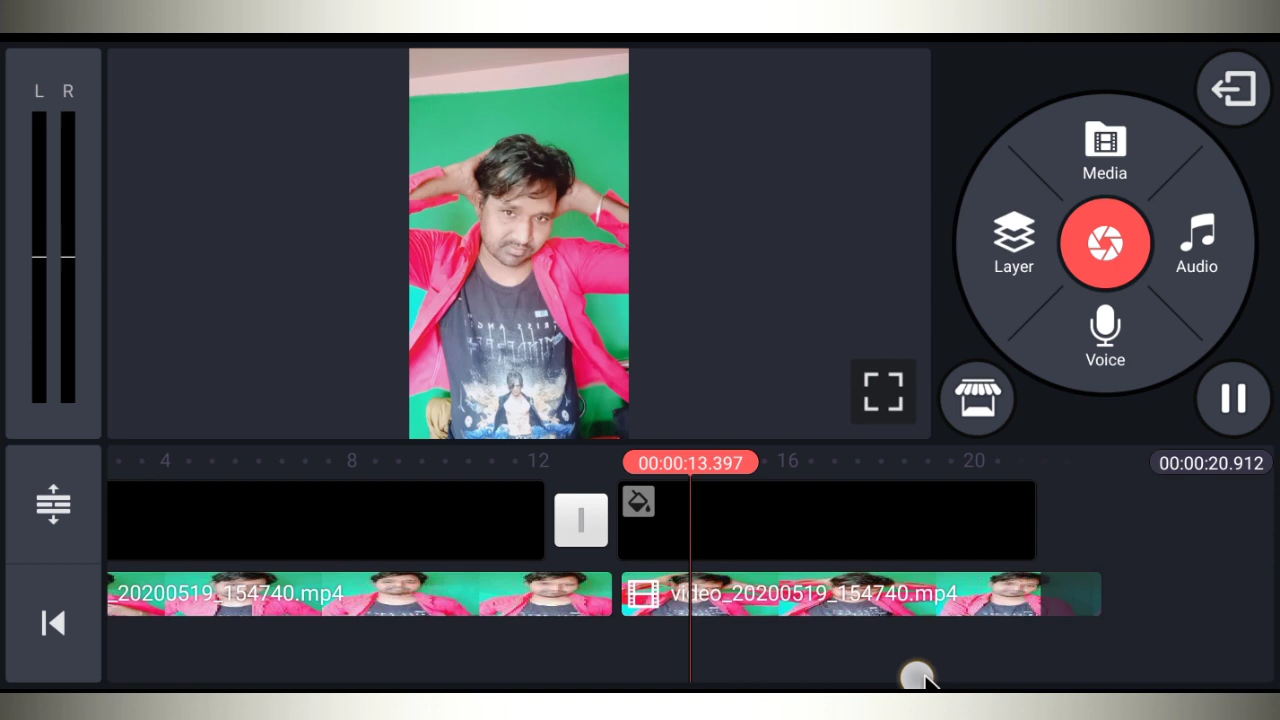 L R
Media
Layer
Audio
Voice
4 8 12 00:00:13.397 16 20 00:00:20.912
_20200519_154740.mp4
video_20200519_154740.mp4